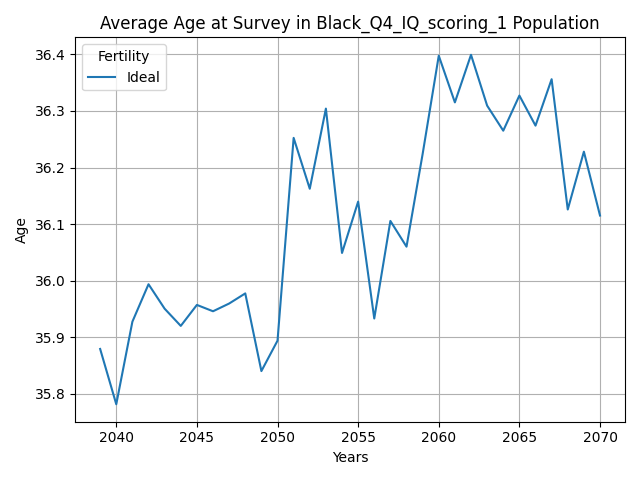 Average Age at Survey in Black_Q4_IQ_scoring_1 Population
Fertility
Ideal
36.4
36.3
36.2
36.1
36.0
35.9
35.8
Age
2040 2045 2050 2055 2060 2065 2070
Years